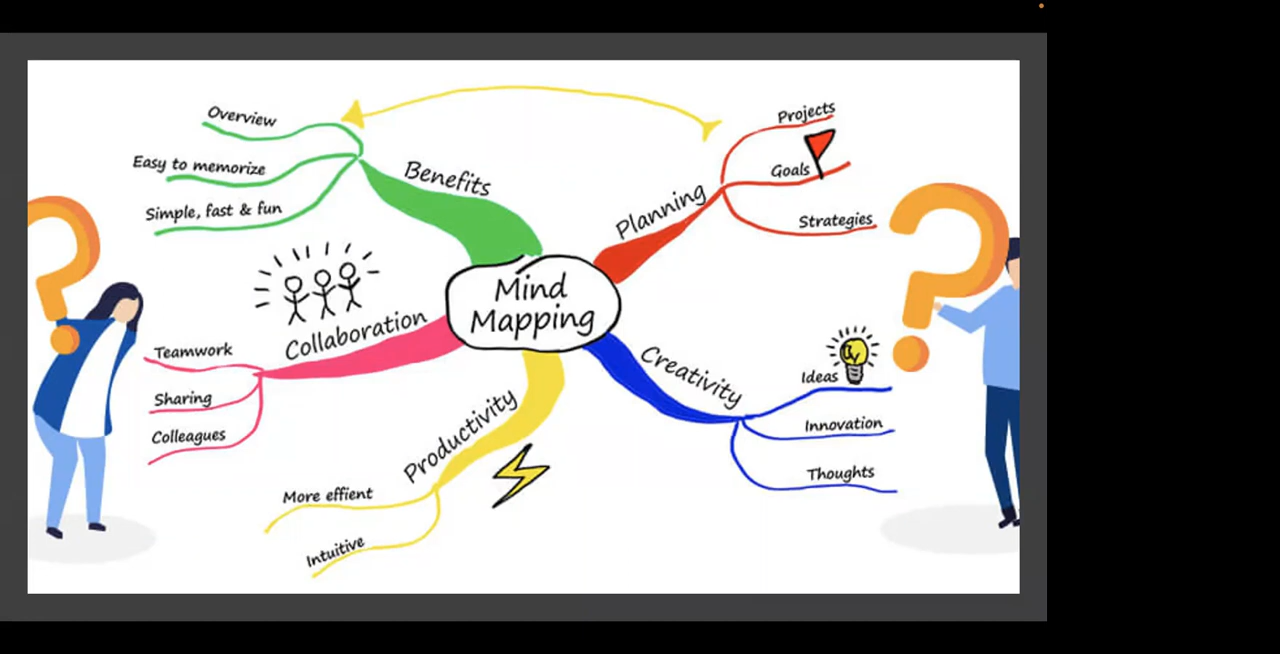 Mind
Mapping
Benefits
Overview
Easy to memorize
Simple, fast & fun
Planning
Projects
Goals
Strategies
Collaboration
Teamwork
Sharing
Colleagues
Productivity
More effient
Intuitive
Creativity
Ideas
Innovation
Thoughts